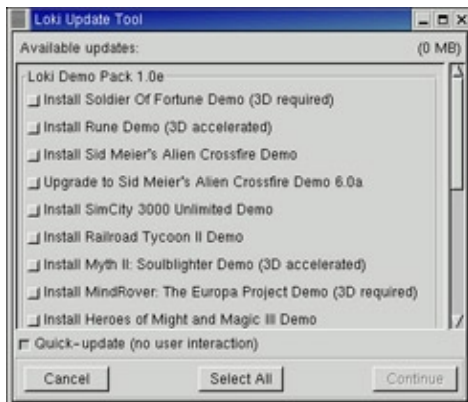 Loki Update Tool
Available updates: (0 MB)
Loki Demo Pack 1.0e
Install Soldier Of Fortune Demo (3D required)
Install Rune Demo (3D accelerated)
Install Sid Meier's Alien Crossfire Demo
Upgrade to Sid Meier's Alien Crossfire Demo 6.0a
Install SimCity 3000 Unlimited Demo
Install Railroad Tycoon II Demo
Install Myth II: Soulblighter Demo (3D accelerated)
Install MindRover: The Europa Project Demo (3D required)
Install Heroes of Might and Magic III Demo
Quick-update (no user interaction)
Cancel Select All Continue